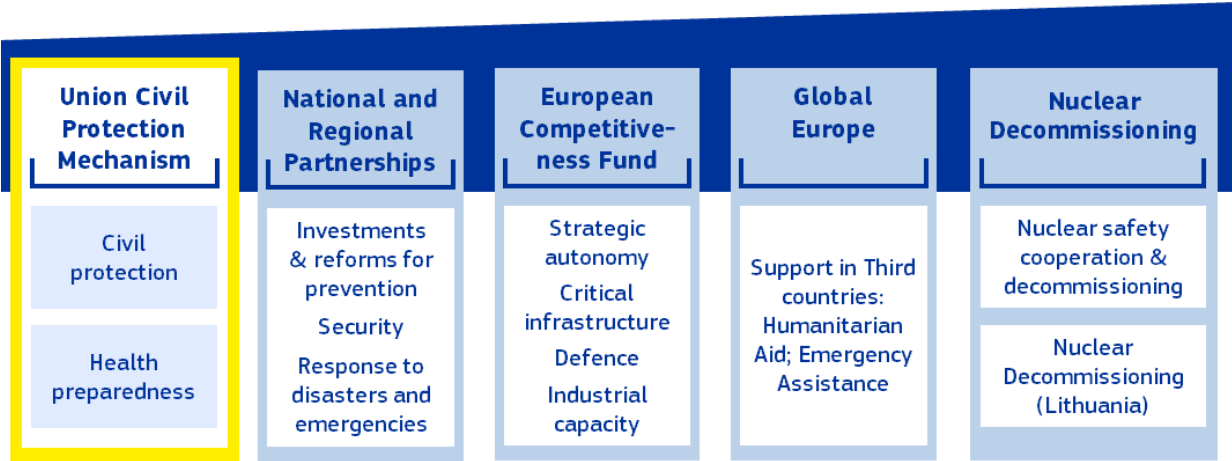 Union Civil
Protection
Mechanism
Civil
protection
Health
preparedness
National and
Regional
Partnerships
Investments
& reforms for
prevention
Security
Response to
disasters and
emergencies
European
Competitive-
ness Fund
Strategic
autonomy
Critical
infrastructure
Defence
Industrial
capacity
Global
Europe
Support in Third
countries:
Humanitarian
Aid; Emergency
Assistance
Nuclear
Decommissioning
Nuclear safety
cooperation &
decommissioning
Nuclear
Decommissioning
(Lithuania)